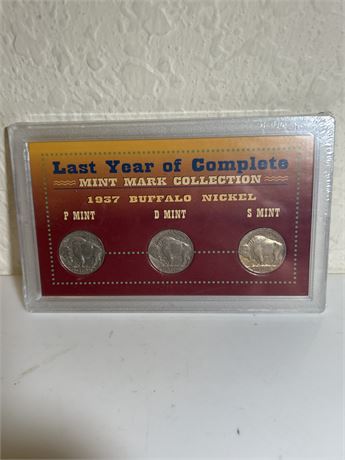 Last Year of Complete
MINT MARK COLLECTION
1937 BUFFALO NICKEL
P MINT D MINT S MINT